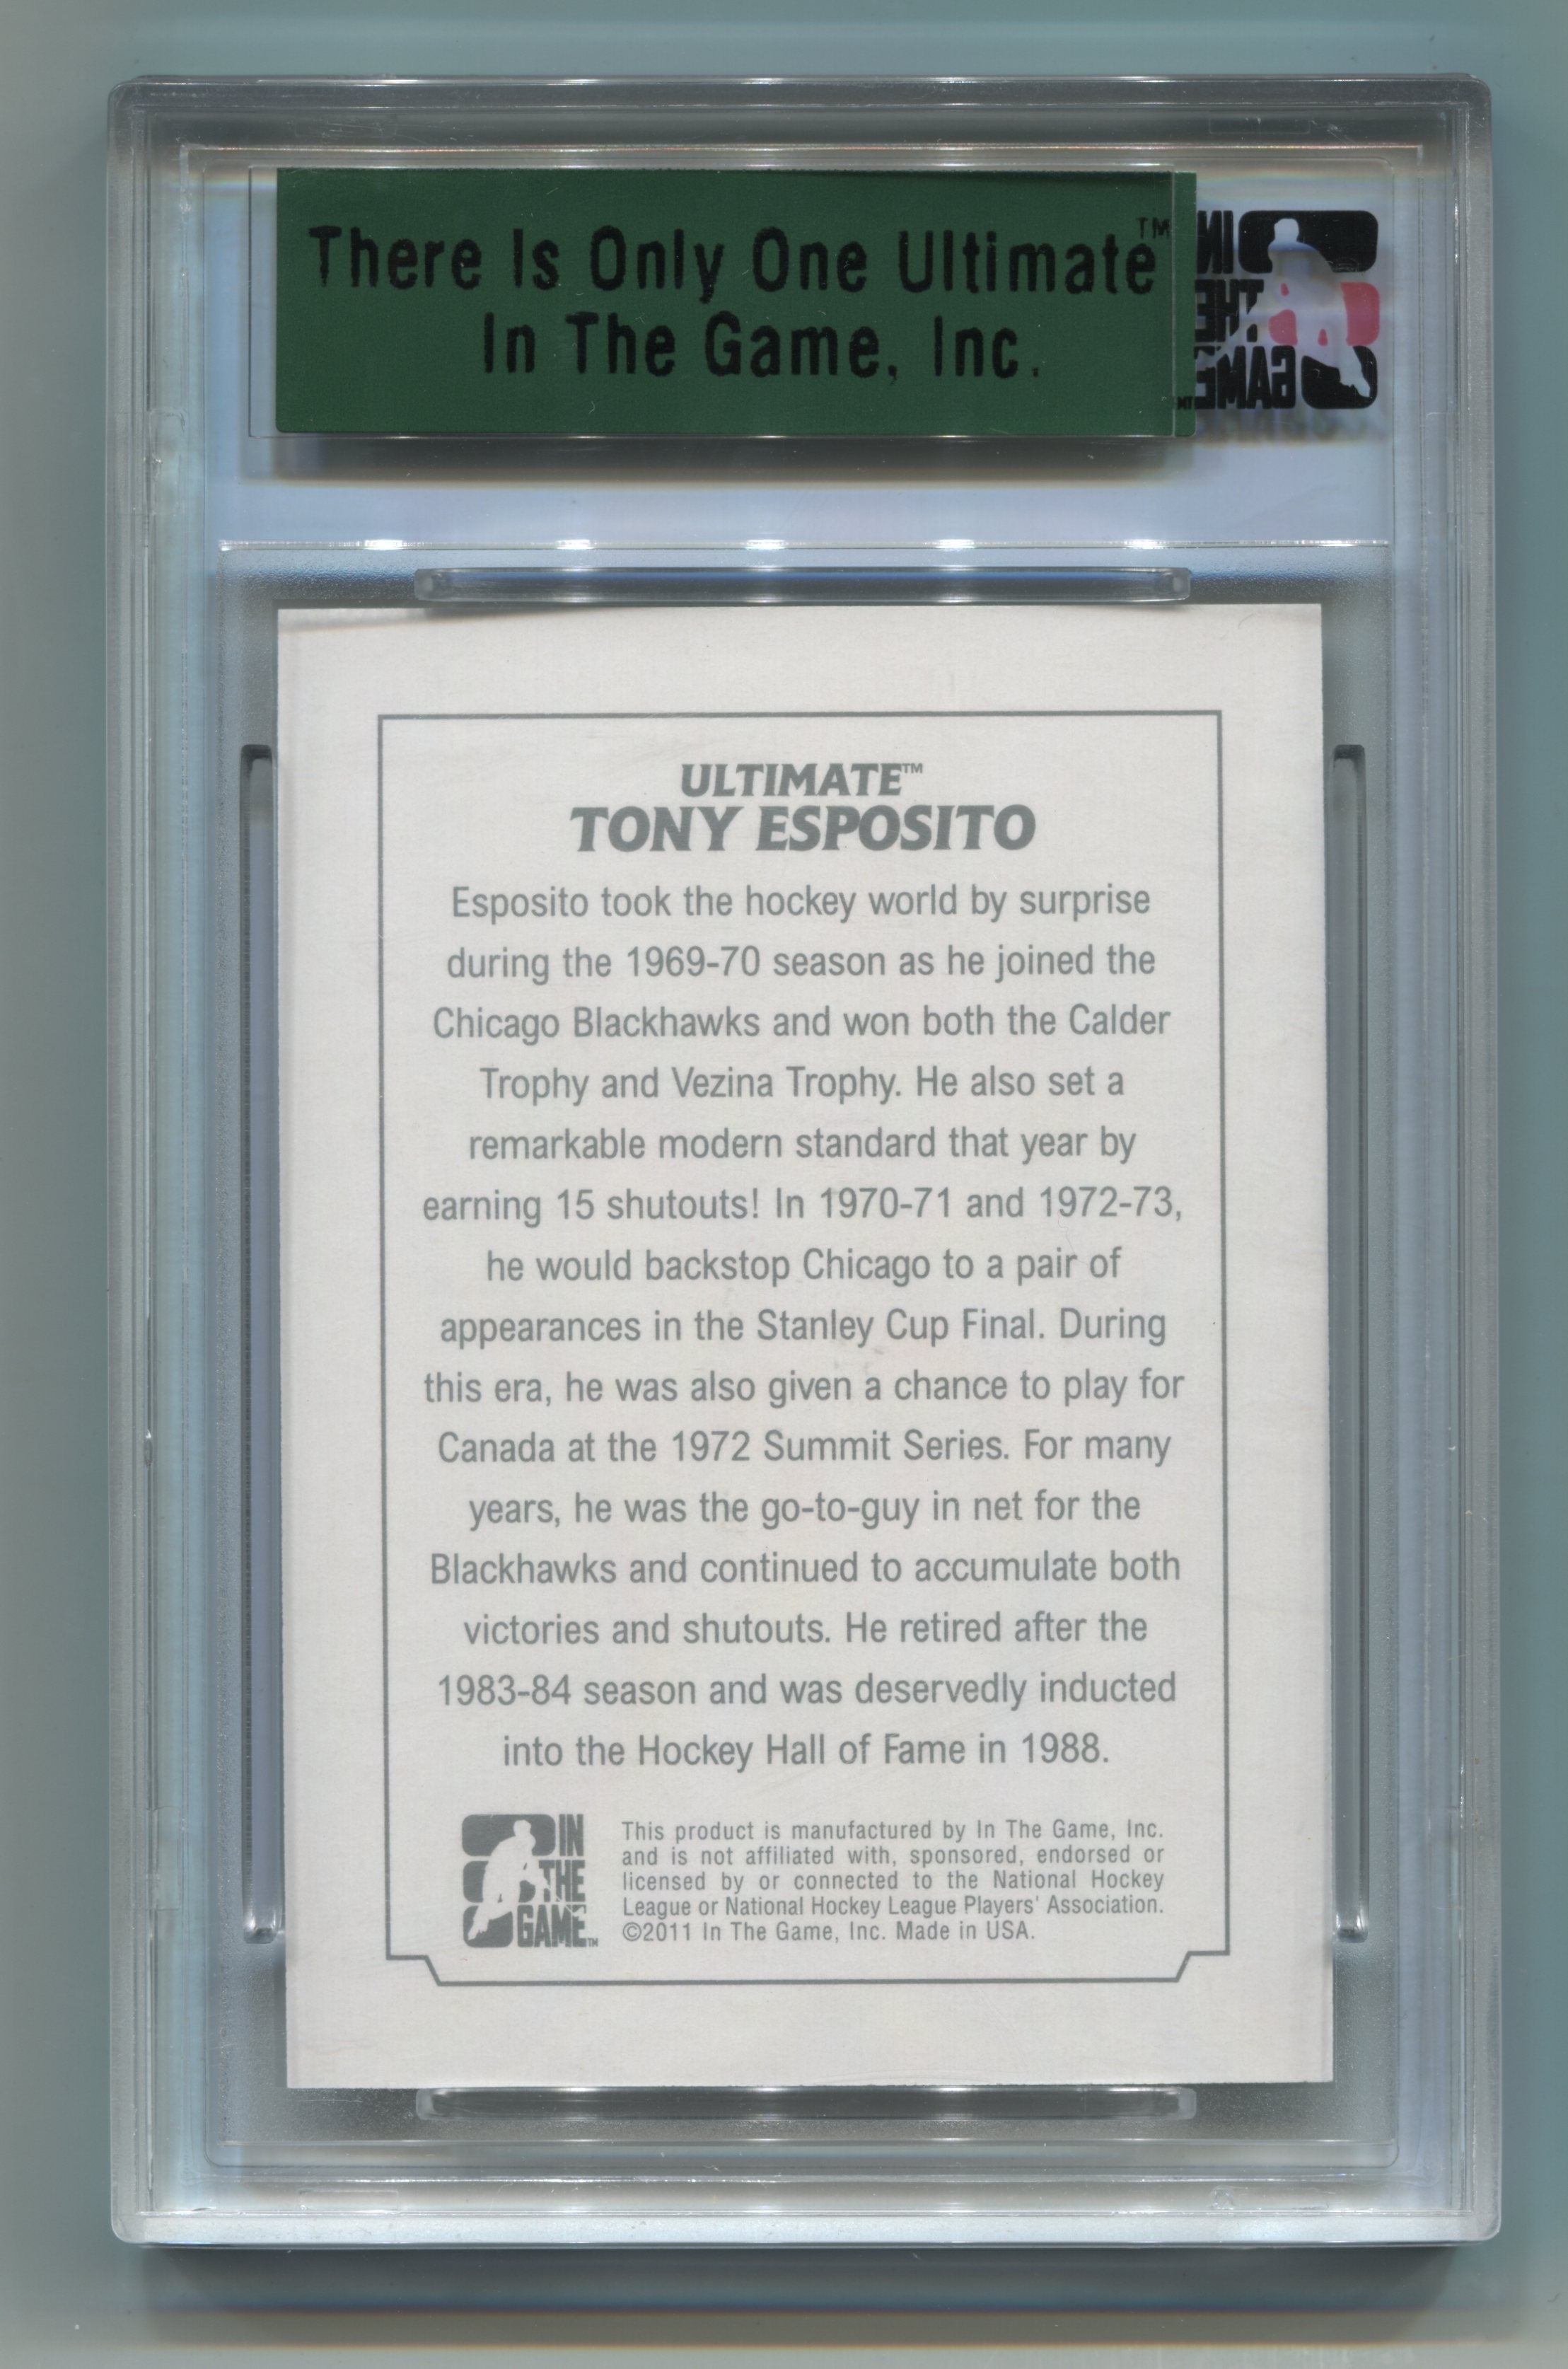 There Is Only One Ultimate™
In The Game, Inc.
IN
THE
GAME™
ULTIMATE™
TONY ESPOSITO
Esposito took the hockey world by surprise
during the 1969-70 season as he joined the
Chicago Blackhawks and won both the Calder
Trophy and Vezina Trophy. He also set a
remarkable modern standard that year by
earning 15 shutouts! In 1970-71 and 1972-73,
he would backstop Chicago to a pair of
appearances in the Stanley Cup Final. During
this era, he was also given a chance to play for
Canada at the 1972 Summit Series. For many
years, he was the go-to-guy in net for the
Blackhawks and continued to accumulate both
victories and shutouts. He retired after the
1983-84 season and was deservedly inducted
into the Hockey Hall of Fame in 1988.
IN
THE
GAME™
This product is manufactured by In The Game, Inc.
and is not affiliated with, sponsored, endorsed or
licensed by or connected to the National Hockey
League or National Hockey League Players' Association.
©2011 In The Game, Inc. Made in USA.